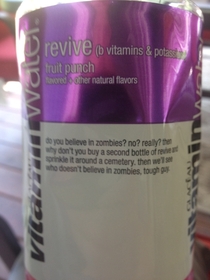 vitamin water
revive (b vitamins & potassium)
fruit punch
flavored + other natural flavors
do you believe in zombies? no? really? then
why don't you buy a second bottle of revive and
sprinkle it around a cemetery. then we'll see
who doesn't believe in zombies, tough guy.